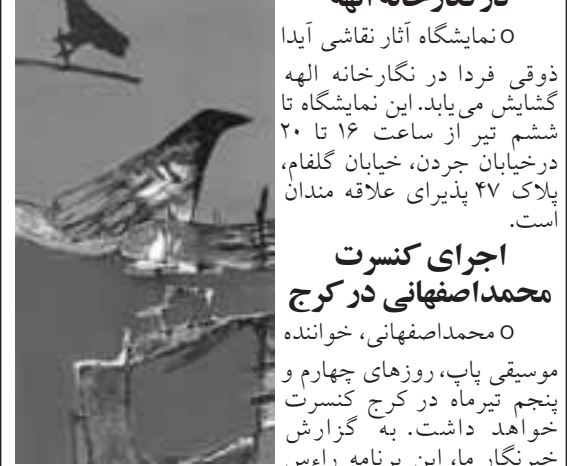 در نگارخانه الهه
o نمایشگاه آثار نقاشی آیدا
ذوقی فردا در نگارخانه الهه
گشایش می‌یابد. این نمایشگاه تا
ششم تیر از ساعت ۱۶ تا ۲۰
درخیابان جردن، خیابان گلفام،
پلاک ۴۷ پذیرای علاقه مندان
است.
اجرای کنسرت
محمداصفهانی در کرج
o محمداصفهانی، خواننده
موسیقی پاپ، روزهای چهارم و
پنجم تیرماه در کرج کنسرت
خواهد داشت. به گزارش
خبرنگار ما، این برنامه راءس